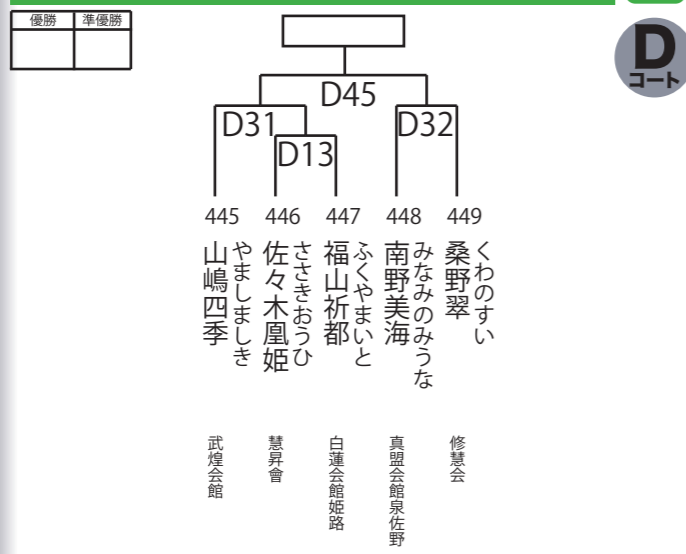 優勝 準優勝
D
コート
D45
D31 D32
D13
445 446 447 448 449
やましましき
山嶋四季
ささきおうひ
佐々木凰姫
ふくやまいと
福山祈都
みなみのみうな
南野美海
くわのすい
桑野翠
武煌会館
慧昇會
白蓮会館姫路
真盟会館泉佐野
修慧会